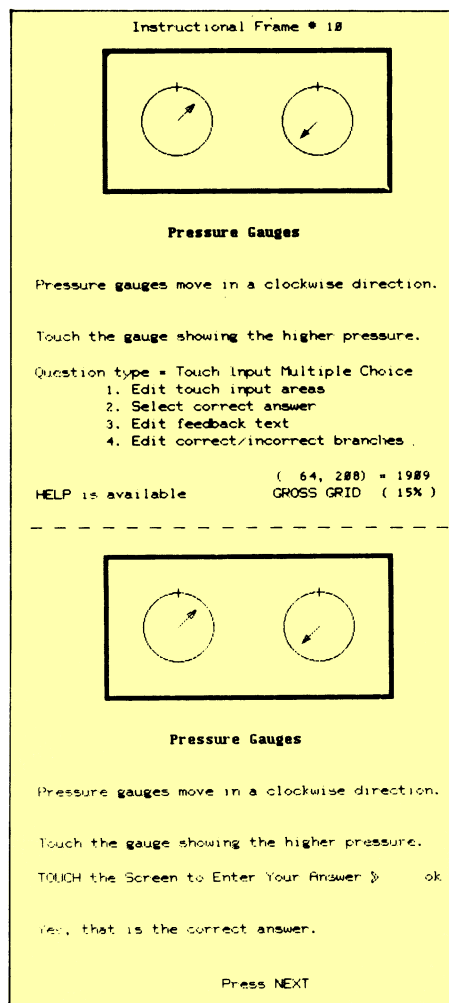 Instructional Frame # 10
Pressure Gauges
Pressure gauges move in a clockwise direction.
Touch the gauge showing the higher pressure.
Question type = Touch Input Multiple Choice
1. Edit touch input areas
2. Select correct answer
3. Edit feedback text
4. Edit correct/incorrect branches
( 64, 208) = 1909
HELP is available GROSS GRID ( 15% )
Pressure Gauges
Pressure gauges move in a clockwise direction.
Touch the gauge showing the higher pressure.
TOUCH the Screen to Enter Your Answer ok
Yes, that is the correct answer.
Press NEXT